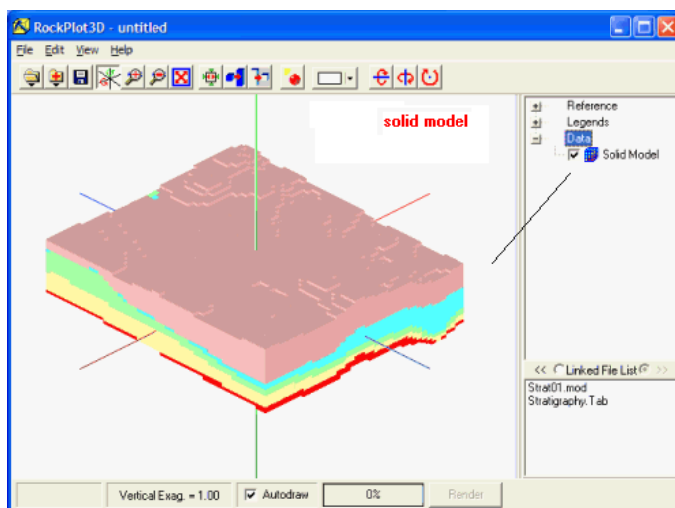 RockPlot3D - untitled
File Edit View Help
solid model
Reference
Legends
Data
Solid Model
<< Linked File List >>
Strat01.mod
Stratigraphy.Tab
Vertical Exag. = 1.00 Autodraw 0% Render